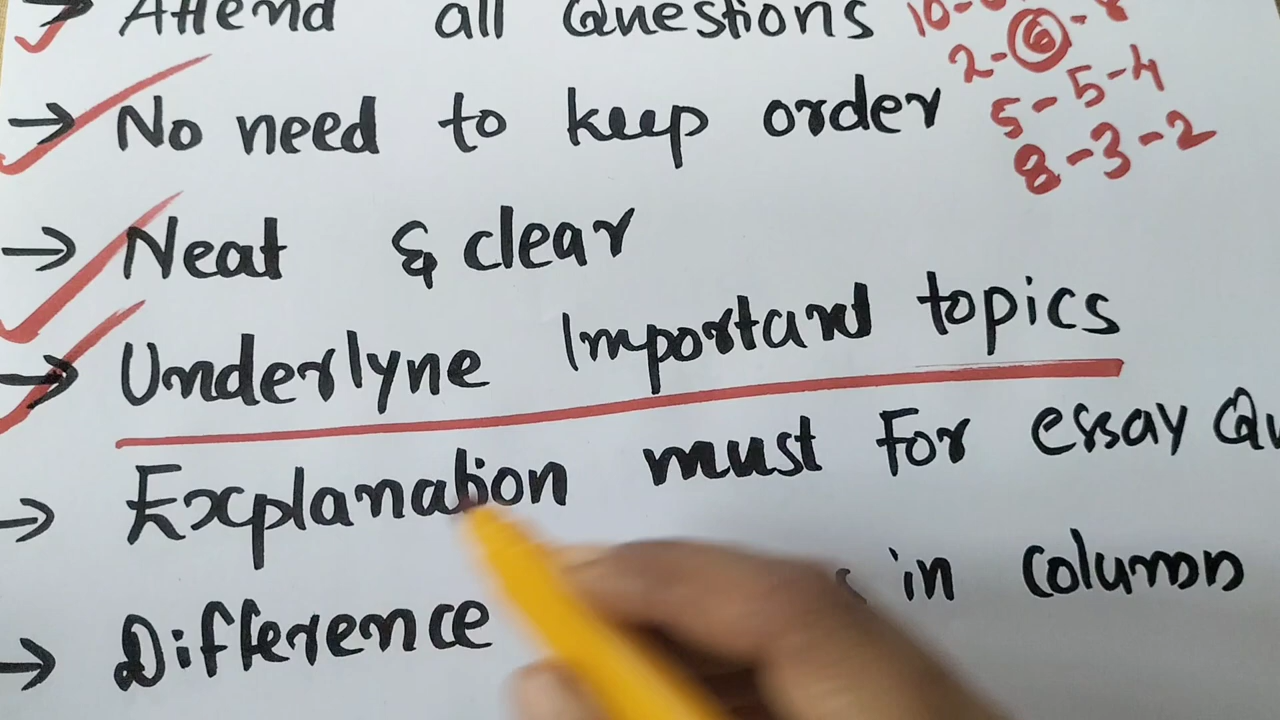 → Attend all Questions
2-6-8
→ No need to keep order
5-5-4
8-3-2
→ Neat & clear
→ Underlyne Important topics
→ Explanation must For essay
→ Difference in Column